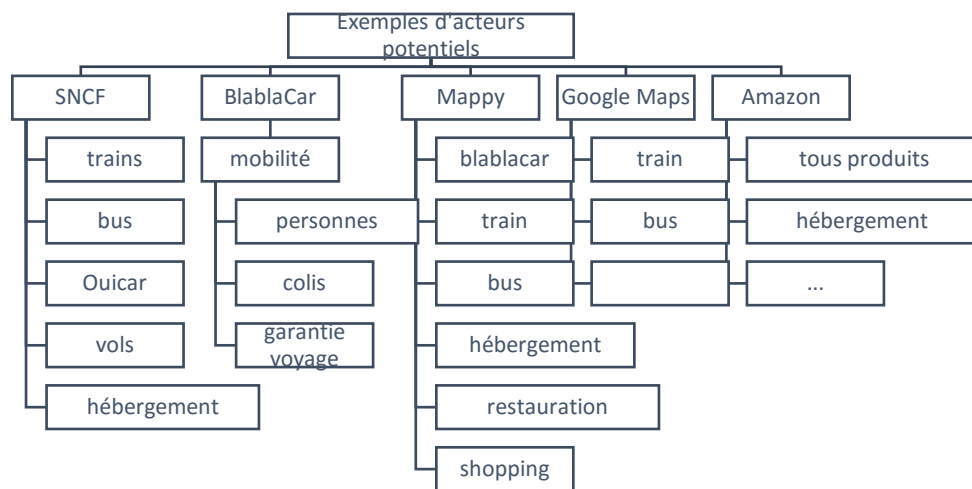 Exemples d'acteurs
potentiels
SNCF
BlablaCar
Mappy
Google Maps
Amazon
trains
mobilité
blablacar
train
tous produits
bus
personnes
train
bus
hébergement
Ouicar
colis
bus
...
vols
garantie
voyage
hébergement
hébergement
restauration
shopping